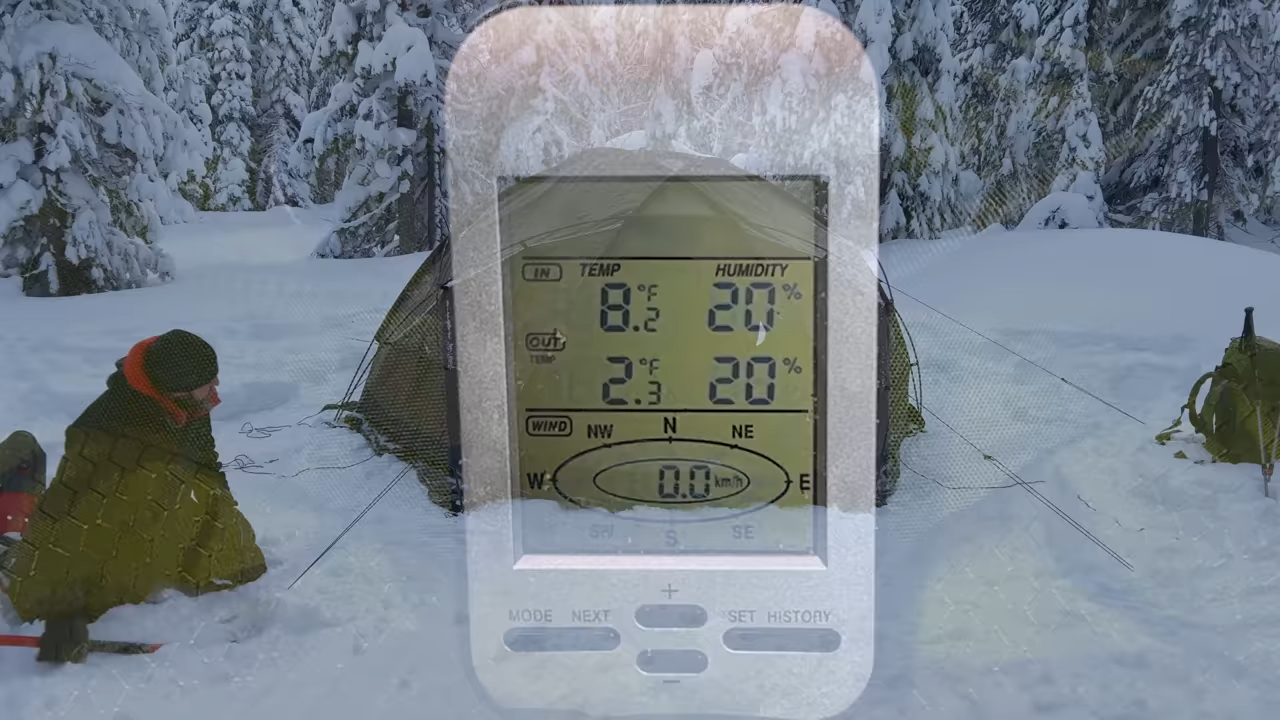 IN TEMP HUMIDITY
8.2 °F 20 %
OUT
TEMP
2.3 °F 20 %
WIND NW N NE
W 0.0 km/h E
SW S SE
+
MODE NEXT SET HISTORY
−